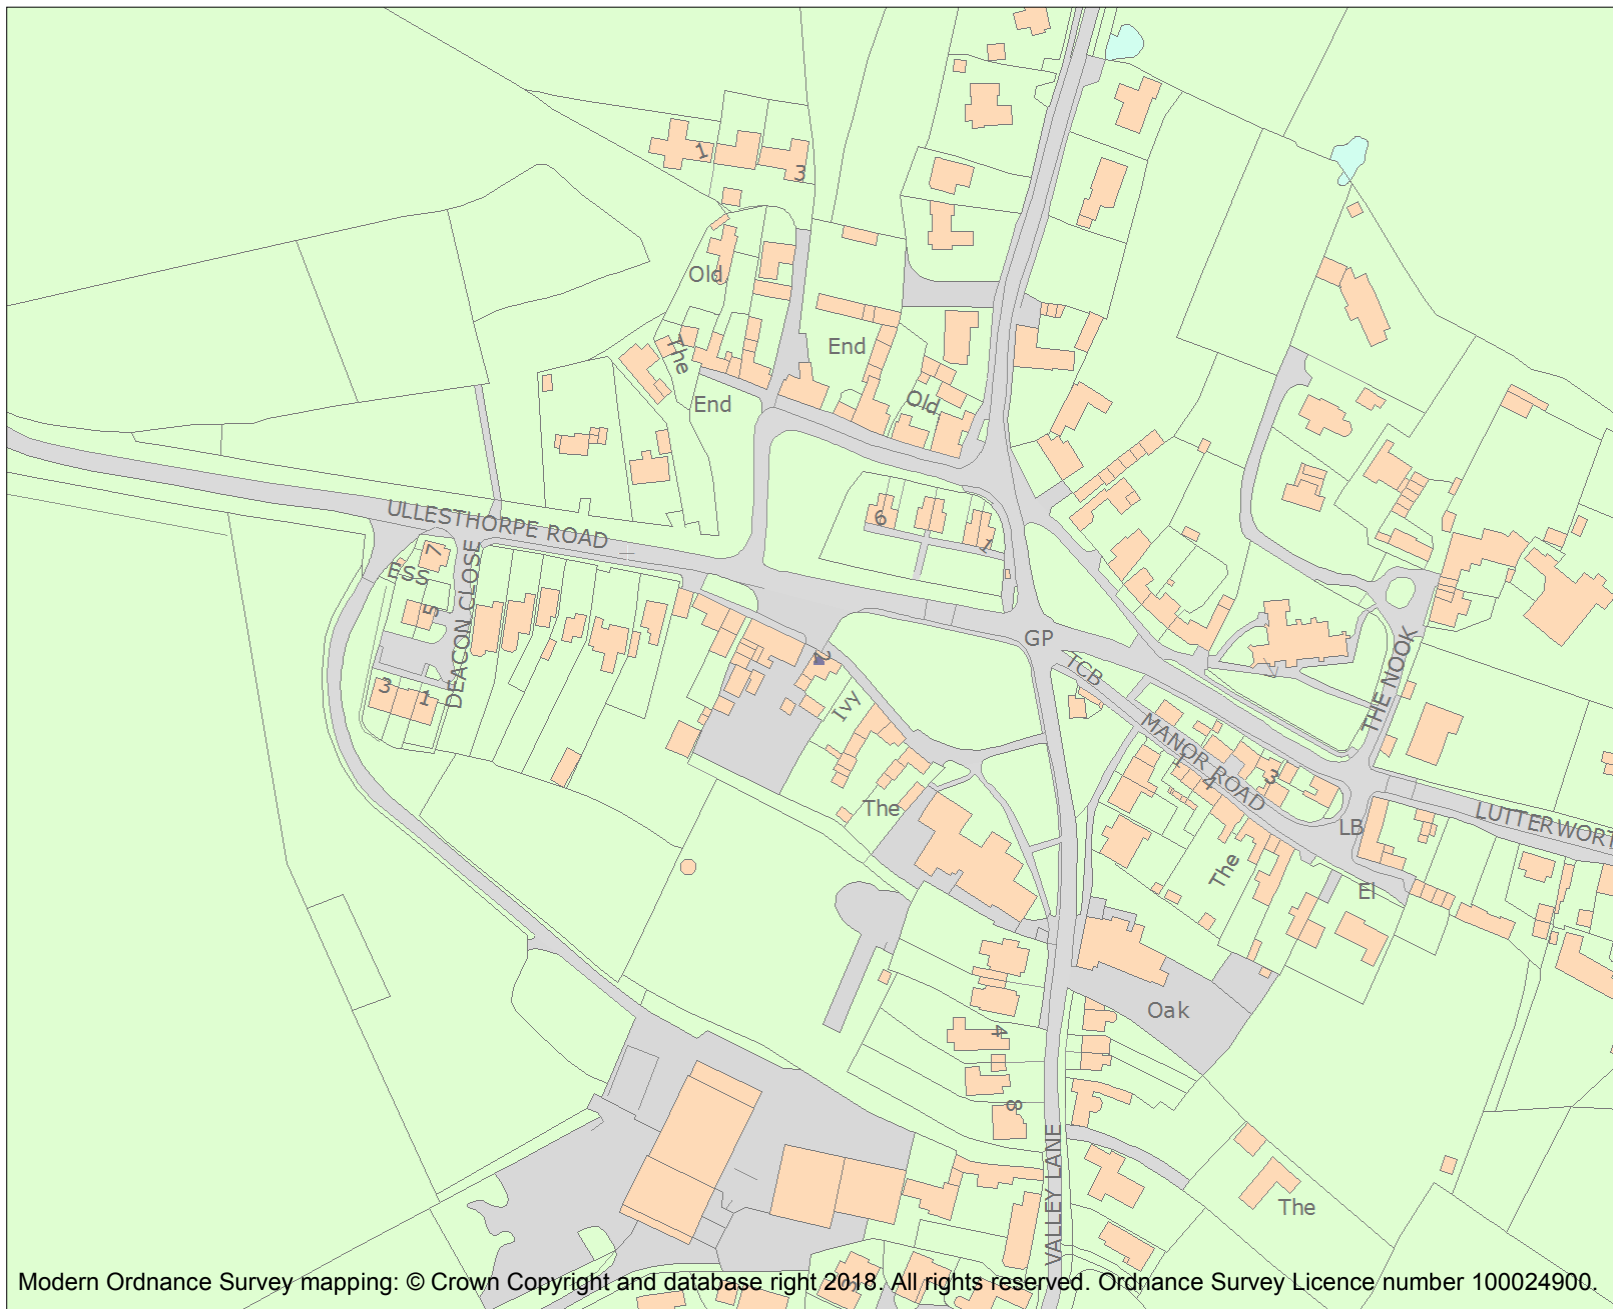 1
3
Old
The
End
End
Old
6
1
ULLESTHORPE ROAD
7
ESS
5
DEACON CLOSE
3
1
GP
TCB
2
Ivy
The
MANOR ROAD
1
4
3
THE NOOK
LB
LUTTERWORT
The
El
Oak
4
8
VALLEY LANE
The
Modern Ordnance Survey mapping: © Crown Copyright and database right 2018. All rights reserved. Ordnance Survey Licence number 100024900.